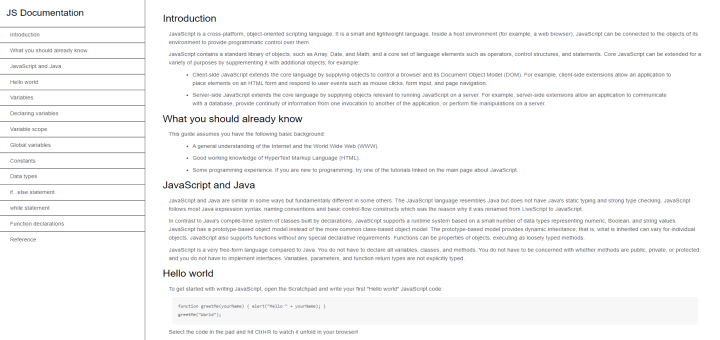 JS Documentation
Introduction
What you should already know
JavaScript and Java
Hello world
Variables
Declaring variables
Variable scope
Global variables
Constants
Data types
if...else statement
while statement
Function declarations
Reference
Introduction
JavaScript is a cross-platform, object-oriented scripting language. It is a small and lightweight language. Inside a host environment (for example, a web browser), JavaScript can be connected to the objects of its
environment to provide programmatic control over them.
JavaScript contains a standard library of objects, such as Array, Date, and Math, and a core set of language elements such as operators, control structures, and statements. Core JavaScript can be extended for a
variety of purposes by supplementing it with additional objects; for example:
• Client-side JavaScript extends the core language by supplying objects to control a browser and its Document Object Model (DOM). For example, client-side extensions allow an application to
place elements on an HTML form and respond to user events such as mouse clicks, form input, and page navigation.
• Server-side JavaScript extends the core language by supplying objects relevant to running JavaScript on a server. For example, server-side extensions allow an application to communicate
with a database, provide continuity of information from one invocation to another of the application, or perform file manipulations on a server.
What you should already know
This guide assumes you have the following basic background:
• A general understanding of the Internet and the World Wide Web (WWW).
• Good working knowledge of HyperText Markup Language (HTML).
• Some programming experience. If you are new to programming, try one of the tutorials linked on the main page about JavaScript.
JavaScript and Java
JavaScript and Java are similar in some ways but fundamentally different in some others. The JavaScript language resembles Java but does not have Java's static typing and strong type checking. JavaScript
follows most Java expression syntax, naming conventions and basic control-flow constructs which was the reason why it was renamed from LiveScript to JavaScript.
In contrast to Java's compile-time system of classes built by declarations, JavaScript supports a runtime system based on a small number of data types representing numeric, Boolean, and string values.
JavaScript has a prototype-based object model instead of the more common class-based object model. The prototype-based model provides dynamic inheritance; that is, what is inherited can vary for individual
objects. JavaScript also supports functions without any special declarative requirements. Functions can be properties of objects, executing as loosely typed methods.
JavaScript is a very free-form language compared to Java. You do not have to declare all variables, classes, and methods. You do not have to be concerned with whether methods are public, private, or protected,
and you do not have to implement interfaces. Variables, parameters, and function return types are not explicitly typed.
Hello world
To get started with writing JavaScript, open the Scratchpad and write your first "Hello world" JavaScript code:
function greetMe(yourName) { alert("Hello " + yourName); }
greetMe("World");
Select the code in the pad and hit Ctrl+R to watch it unfold in your browser!